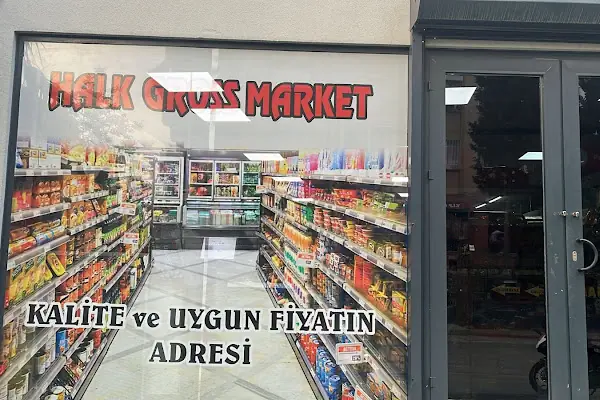 HALK GROSS MARKET
KALİTE ve UYGUN FİYATIN
ADRESİ